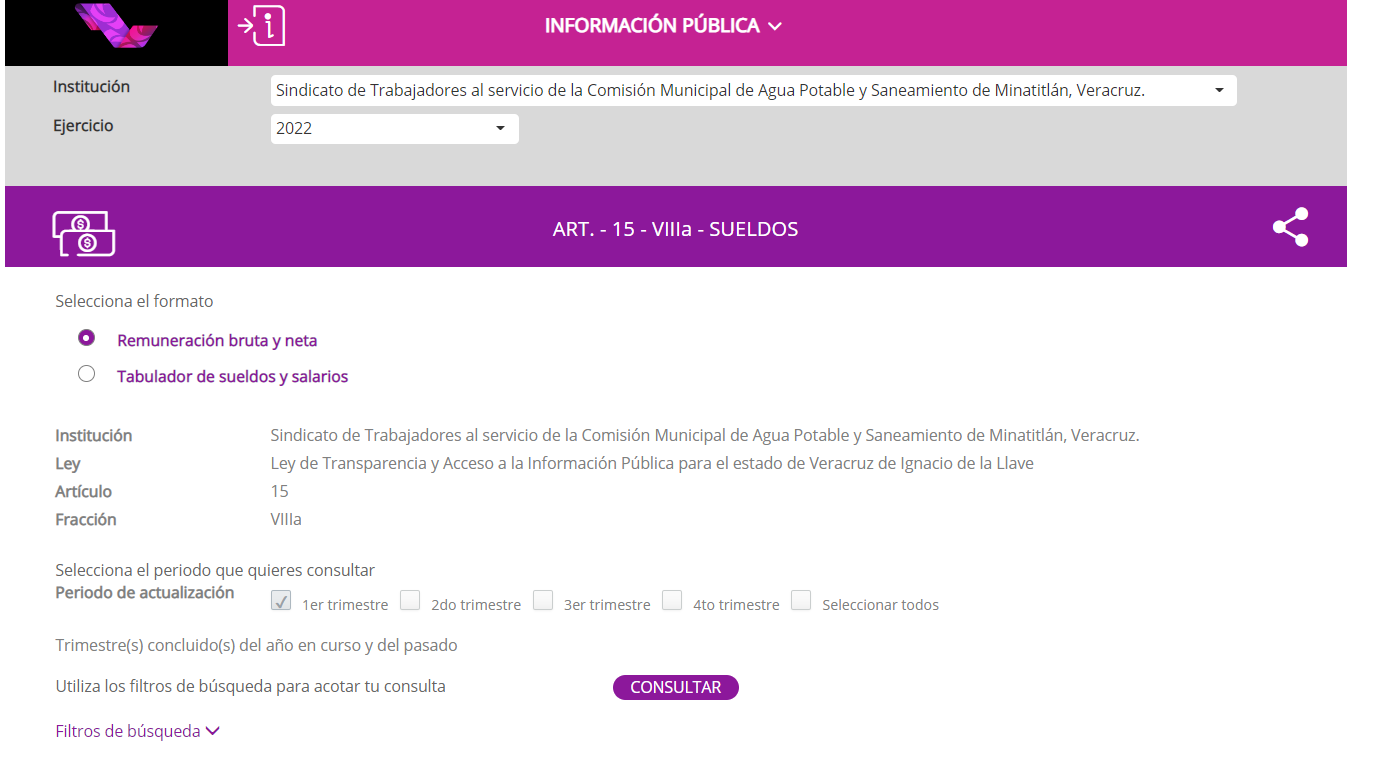 INFORMACIÓN PÚBLICA
Institución
Sindicato de Trabajadores al servicio de la Comisión Municipal de Agua Potable y Saneamiento de Minatitlán, Veracruz.
Ejercicio
2022
ART. - 15 - VIIIa - SUELDOS
Selecciona el formato
Remuneración bruta y neta
Tabulador de sueldos y salarios
Institución Sindicato de Trabajadores al servicio de la Comisión Municipal de Agua Potable y Saneamiento de Minatitlán, Veracruz.
Ley Ley de Transparencia y Acceso a la Información Pública para el estado de Veracruz de Ignacio de la Llave
Artículo 15
Fracción VIIIa
Selecciona el periodo que quieres consultar
Periodo de actualización 1er trimestre 2do trimestre 3er trimestre 4to trimestre Seleccionar todos
Trimestre(s) concluido(s) del año en curso y del pasado
Utiliza los filtros de búsqueda para acotar tu consulta CONSULTAR
Filtros de búsqueda